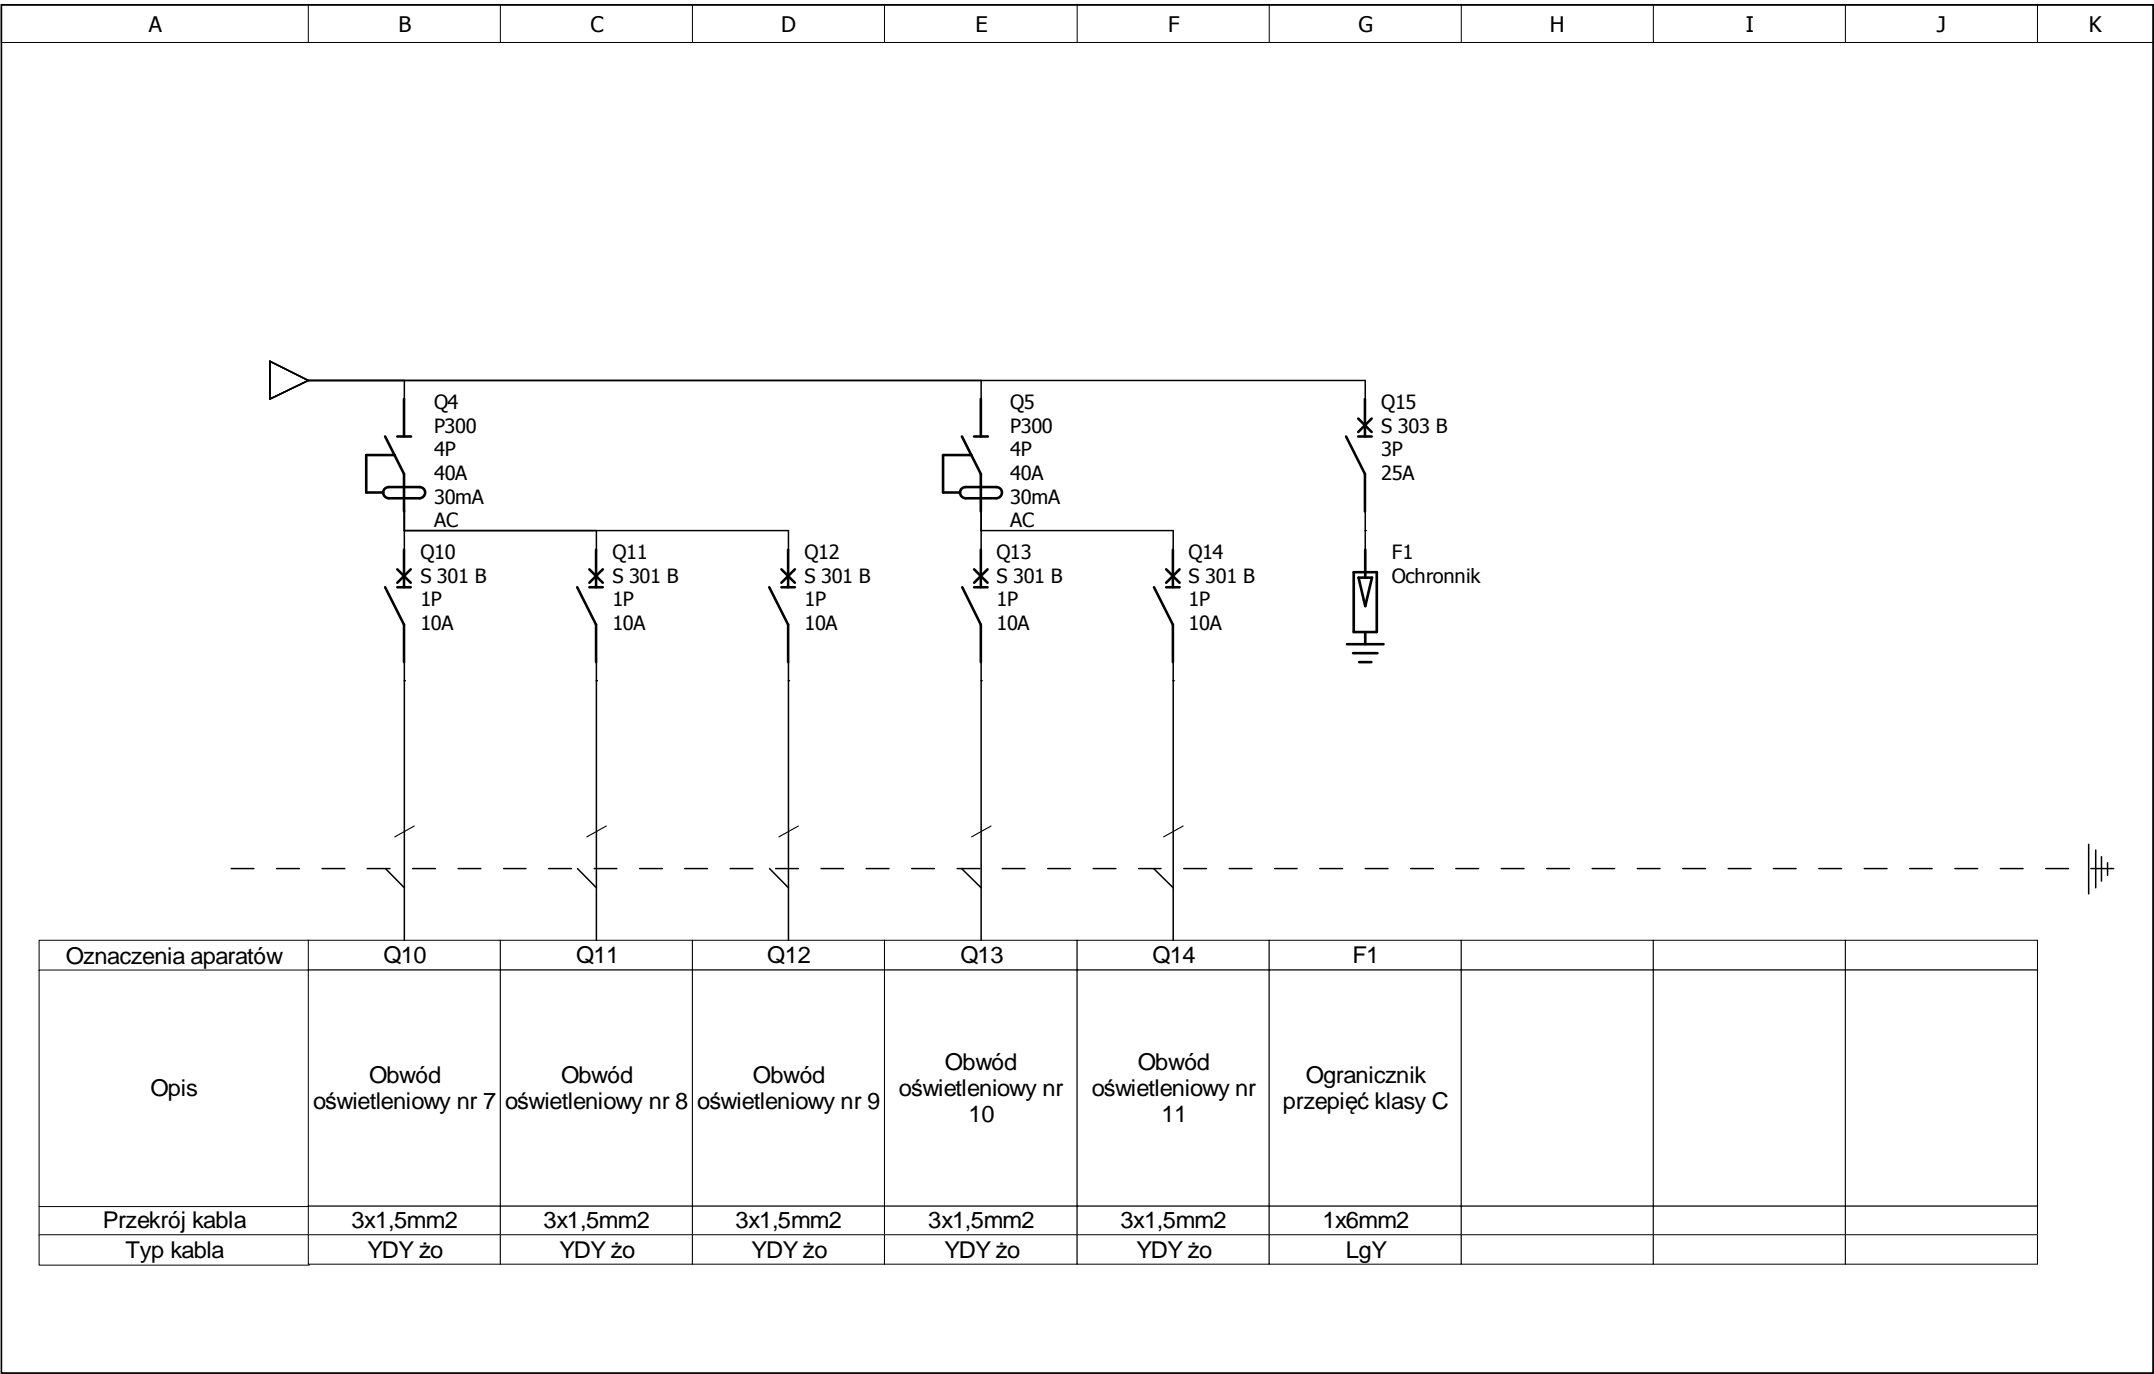 A B C D E F G H I J K
Q4
P300
4P
40A
30mA
AC
Q5
P300
4P
40A
30mA
AC
Q15
S 303 B
3P
25A
Q10
S 301 B
1P
10A
Q11
S 301 B
1P
10A
Q12
S 301 B
1P
10A
Q13
S 301 B
1P
10A
Q14
S 301 B
1P
10A
F1
Ochronnik
Oznaczenia aparatów Q10 Q11 Q12 Q13 Q14 F1
Opis
Obwód
oświetleniowy nr 7
Obwód
oświetleniowy nr 8
Obwód
oświetleniowy nr 9
Obwód
oświetleniowy nr
10
Obwód
oświetleniowy nr
11
Ogranicznik
przepięć klasy C
Przekrój kabla 3x1,5mm2 3x1,5mm2 3x1,5mm2 3x1,5mm2 3x1,5mm2 1x6mm2
Typ kabla YDY żo YDY żo YDY żo YDY żo YDY żo LgY